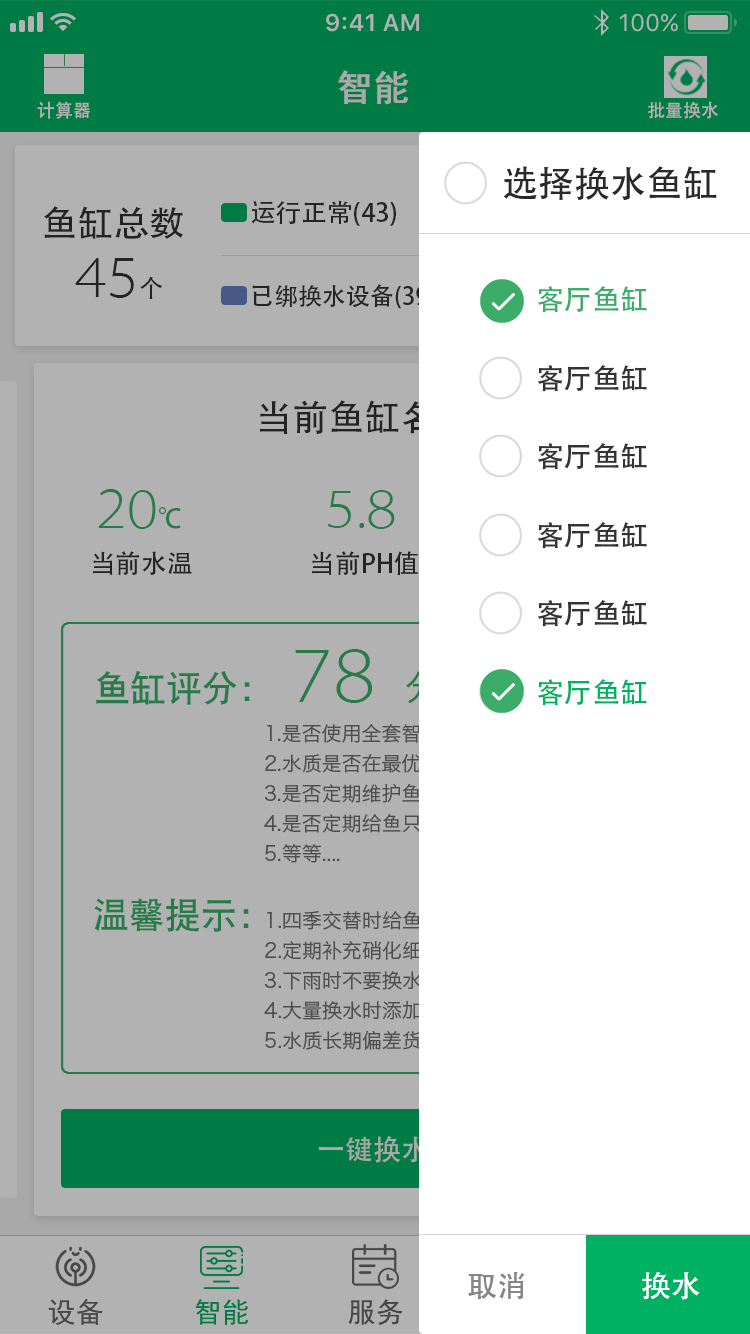 9:41 AM
100%
计算器
智能
批量换水
鱼缸总数
45个
运行正常(43)
已绑换水设备(39
当前鱼缸名
20℃
当前水温
5.8
当前PH值
鱼缸评分：
78
1.是否使用全套智
2.水质是否在最优
3.是否定期维护鱼
4.是否定期给鱼只
5.等等....
温馨提示：
1.四季交替时给鱼
2.定期补充硝化细
3.下雨时不要换水
4.大量换水时添加
5.水质长期偏差货
一键换水
设备
智能
服务
选择换水鱼缸
客厅鱼缸
客厅鱼缸
客厅鱼缸
客厅鱼缸
客厅鱼缸
客厅鱼缸
取消
换水